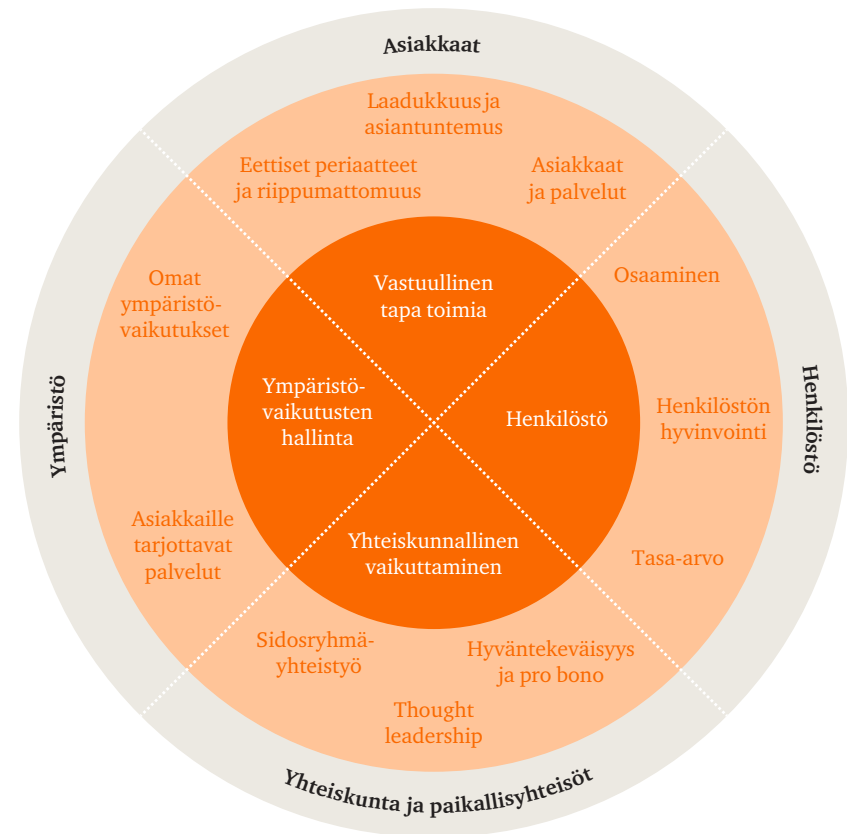 Asiakkaat
Laadukkuus ja
asiantuntemus
Eettiset periaatteet
ja riippumattomuus
Asiakkaat
ja palvelut
Vastuullinen
tapa toimia
Osaaminen
Henkilöstön
hyvinvointi
Tasa-arvo
Henkilöstö
Henkilöstö
Omat
ympäristö-
vaikutukset
Ympäristö-
vaikutusten
hallinta
Ympäristö
Asiakkaille
tarjottavat
palvelut
Yhteiskunnallinen
vaikuttaminen
Sidosryhmä-
yhteistyö
Hyväntekeväisyys
ja pro bono
Thought
leadership
Yhteiskunta ja paikallisyhteisöt